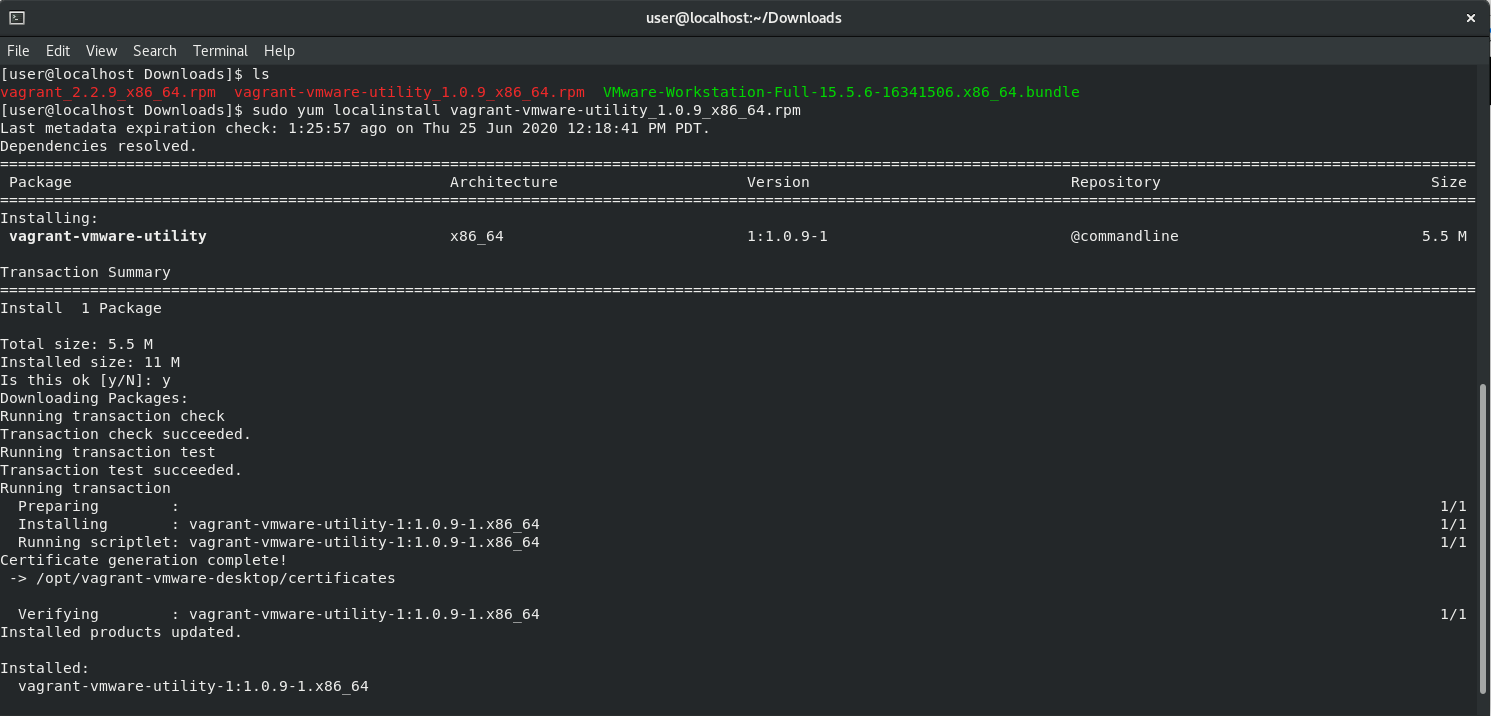 user@localhost:~/Downloads
File Edit View Search Terminal Help
[user@localhost Downloads]$ ls
vagrant_2.2.9_x86_64.rpm  vagrant-vmware-utility_1.0.9_x86_64.rpm  VMware-Workstation-Full-15.5.6-16341506.x86_64.bundle
[user@localhost Downloads]$ sudo yum localinstall vagrant-vmware-utility_1.0.9_x86_64.rpm
Last metadata expiration check: 1:25:57 ago on Thu 25 Jun 2020 12:18:41 PM PDT.
Dependencies resolved.
====================================================================================================================================================================
 Package                                          Architecture                     Version                             Repository                              Size
====================================================================================================================================================================
Installing:
 vagrant-vmware-utility                           x86_64                           1:1.0.9-1                           @commandline                           5.5 M

Transaction Summary
====================================================================================================================================================================
Install  1 Package

Total size: 5.5 M
Installed size: 11 M
Is this ok [y/N]: y
Downloading Packages:
Running transaction check
Transaction check succeeded.
Running transaction test
Transaction test succeeded.
Running transaction
  Preparing        :                                                                                                                                            1/1
  Installing       : vagrant-vmware-utility-1:1.0.9-1.x86_64                                                                                                    1/1
  Running scriptlet: vagrant-vmware-utility-1:1.0.9-1.x86_64                                                                                                    1/1
Certificate generation complete!
 -> /opt/vagrant-vmware-desktop/certificates

  Verifying        : vagrant-vmware-utility-1:1.0.9-1.x86_64                                                                                                    1/1
Installed products updated.

Installed:
  vagrant-vmware-utility-1:1.0.9-1.x86_64